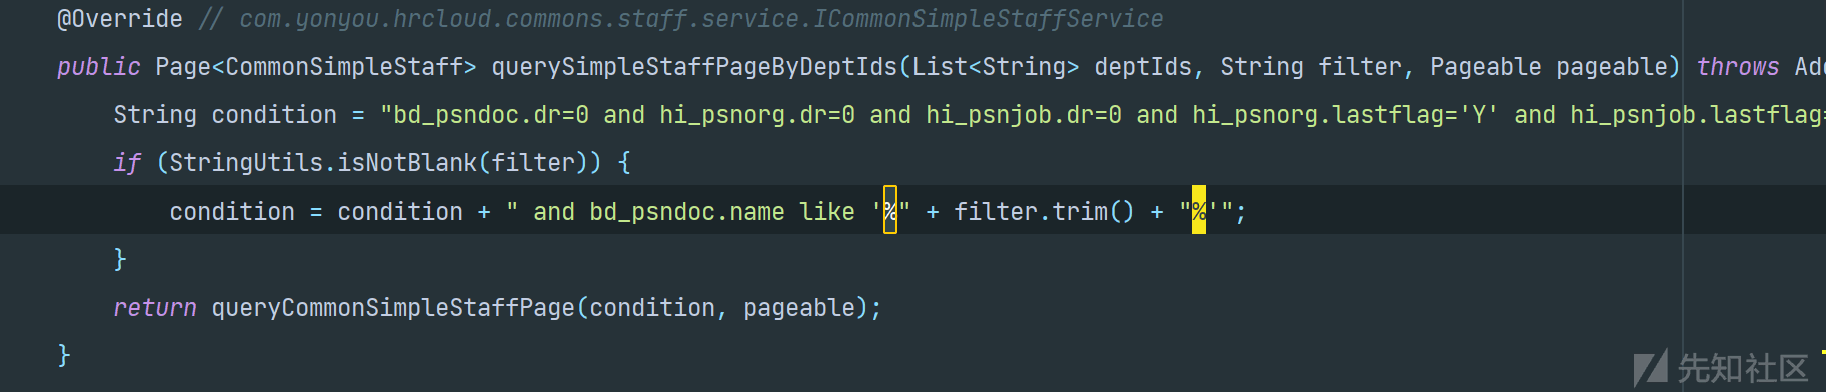 @Override // com.yonyou.hrcloud.commons.staff.service.ICommonSimpleStaffService
public Page<CommonSimpleStaff> querySimpleStaffPageByDeptIds(List<String> deptIds, String filter, Pageable pageable) throws Ad
String condition = "bd_psndoc.dr=0 and hi_psnorg.dr=0 and hi_psnjob.dr=0 and hi_psnorg.lastflag='Y' and hi_psnjob.lastflag=
if (StringUtils.isNotBlank(filter)) {
condition = condition + " and bd_psndoc.name like '%" + filter.trim() + "%'";
}
return queryCommonSimpleStaffPage(condition, pageable);
}
先知社区